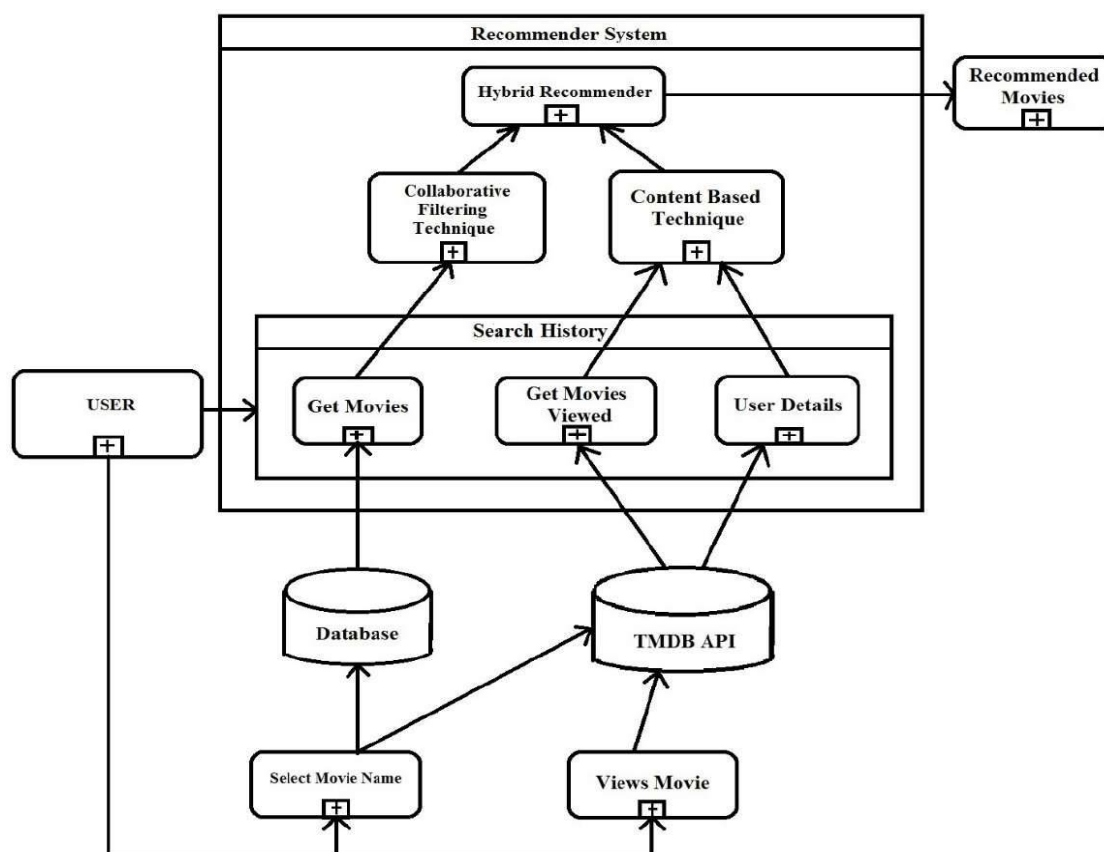 Recommender System
Hybrid Recommender
Recommended
Movies
Collaborative
Filtering
Technique
Content Based
Technique
Search History
USER
Get Movies
Get Movies
Viewed
User Details
Database
TMDB API
Select Movie Name
Views Movie